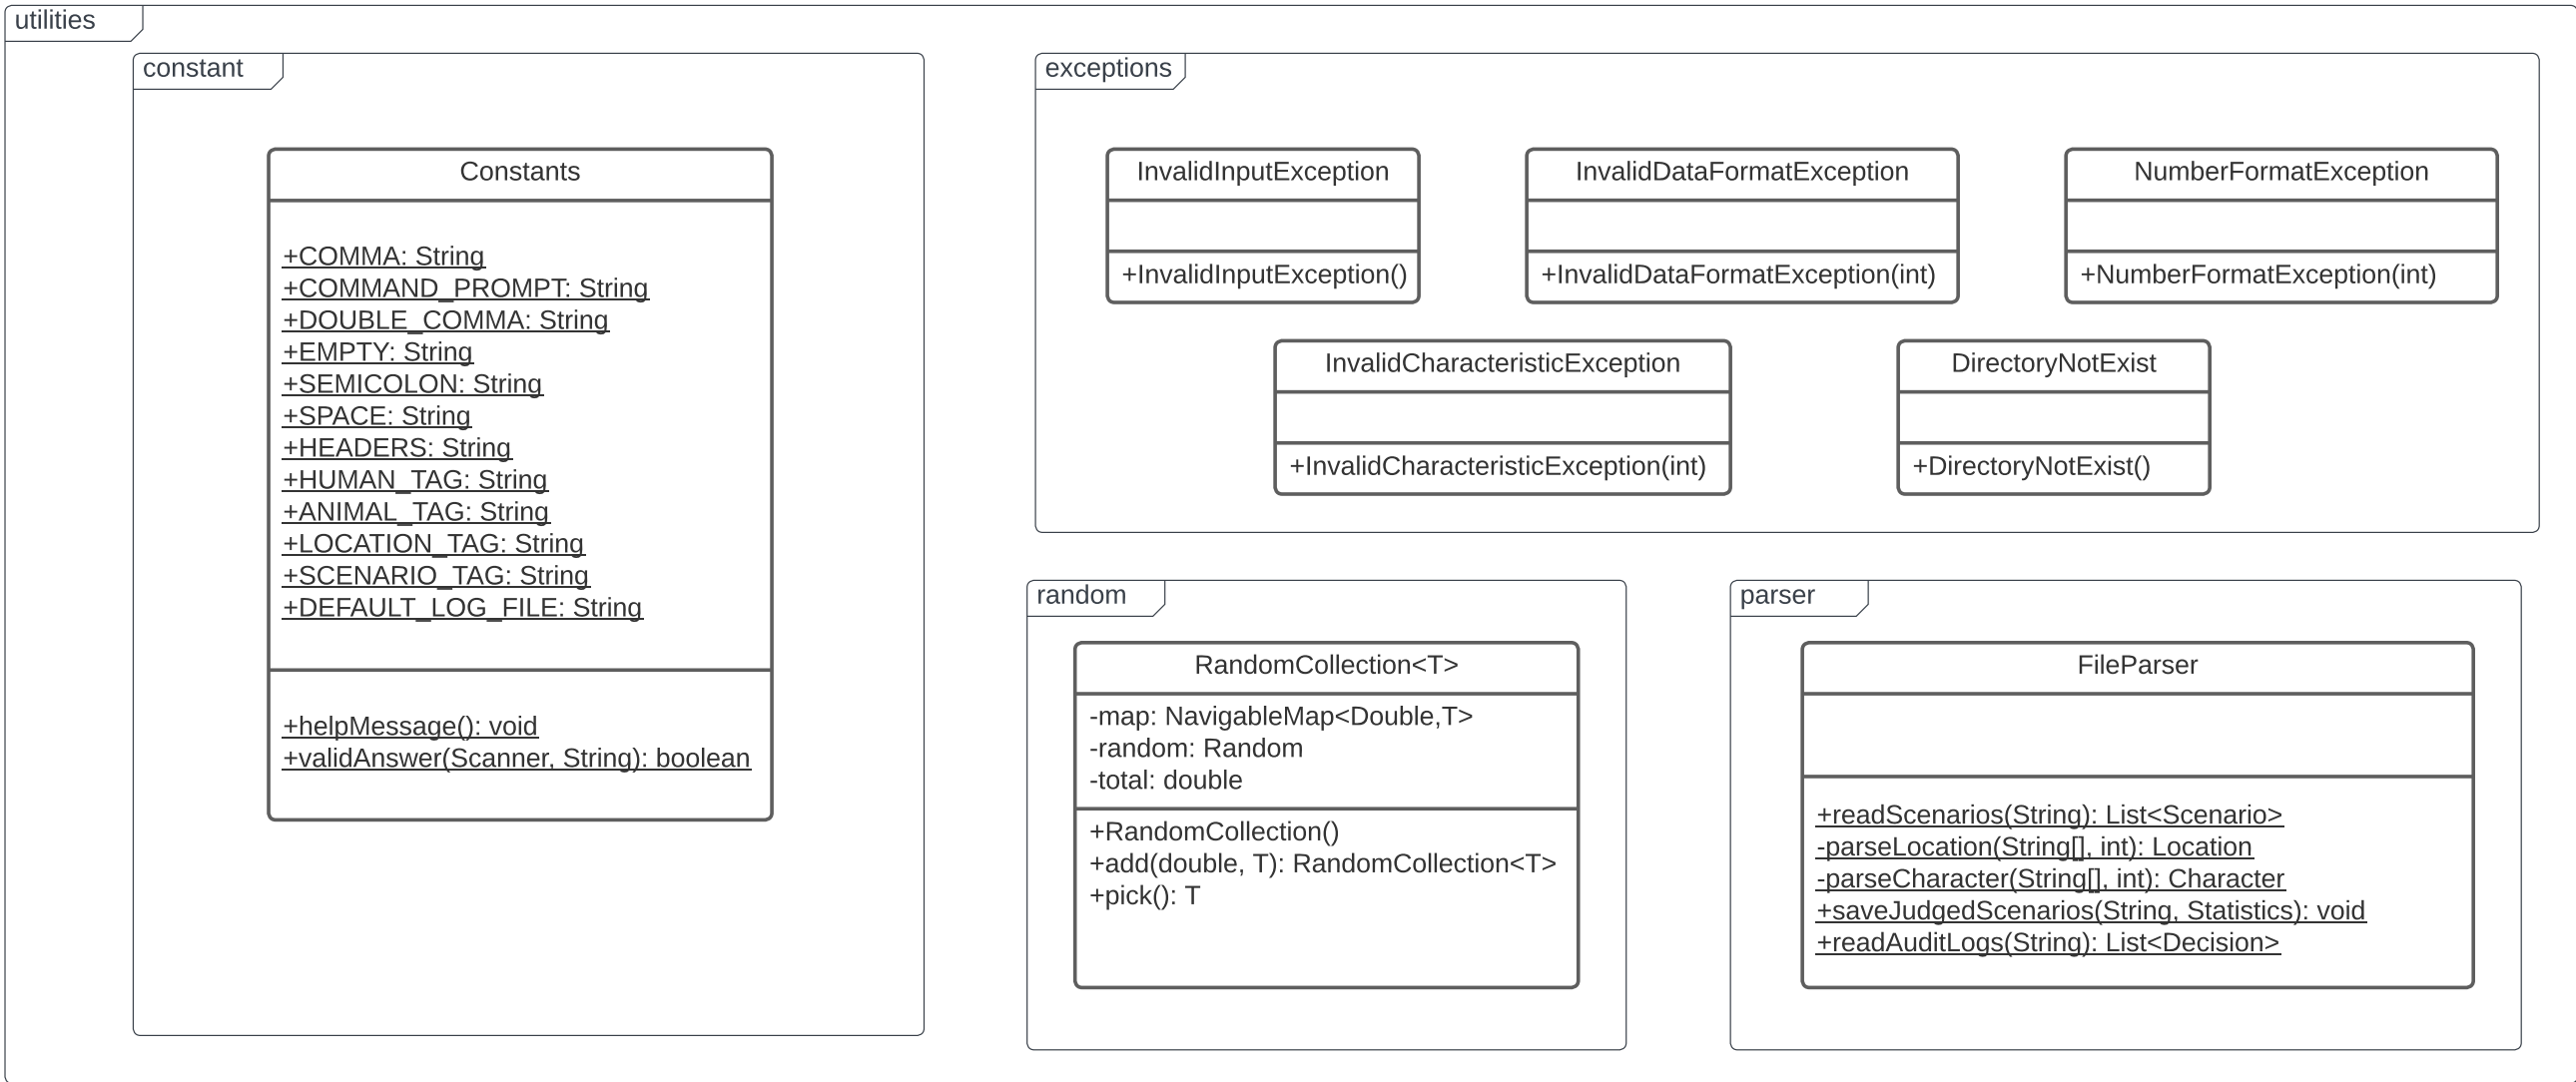 utilities
constant
Constants
+COMMA: String
+COMMAND_PROMPT: String
+DOUBLE_COMMA: String
+EMPTY: String
+SEMICOLON: String
+SPACE: String
+HEADERS: String
+HUMAN_TAG: String
+ANIMAL_TAG: String
+LOCATION_TAG: String
+SCENARIO_TAG: String
+DEFAULT_LOG_FILE: String
+helpMessage(): void
+validAnswer(Scanner, String): boolean
exceptions
InvalidInputException
+InvalidInputException()
InvalidDataFormatException
+InvalidDataFormatException(int)
NumberFormatException
+NumberFormatException(int)
InvalidCharacteristicException
+InvalidCharacteristicException(int)
DirectoryNotExist
+DirectoryNotExist()
random
RandomCollection<T>
-map: NavigableMap<Double,T>
-random: Random
-total: double
+RandomCollection()
+add(double, T): RandomCollection<T>
+pick(): T
parser
FileParser
+readScenarios(String): List<Scenario>
-parseLocation(String[], int): Location
-parseCharacter(String[], int): Character
+saveJudgedScenarios(String, Statistics): void
+readAuditLogs(String): List<Decision>